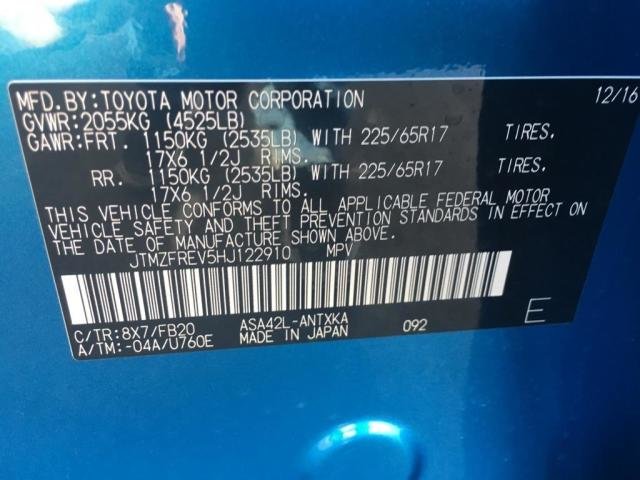 MFD.BY:TOYOTA MOTOR CORPORATION 12/16
GVWR:2055KG (4525LB)
GAWR:FRT. 1150KG (2535LB) WITH 225/65R17 TIRES.
17X6 1/2J RIMS.
RR. 1150KG (2535LB) WITH 225/65R17 TIRES.
17X6 1/2J RIMS.
THIS VEHICLE CONFORMS TO ALL APPLICABLE FEDERAL MOTOR
VEHICLE SAFETY AND THEFT PREVENTION STANDARDS IN EFFECT ON
THE DATE OF MANUFACTURE SHOWN ABOVE.
JTMZFREV5HJ122910 MPV
C/TR:8X7/FB20 ASA42L-ANTXKA 092 E
A/TM:-04A/U760E MADE IN JAPAN